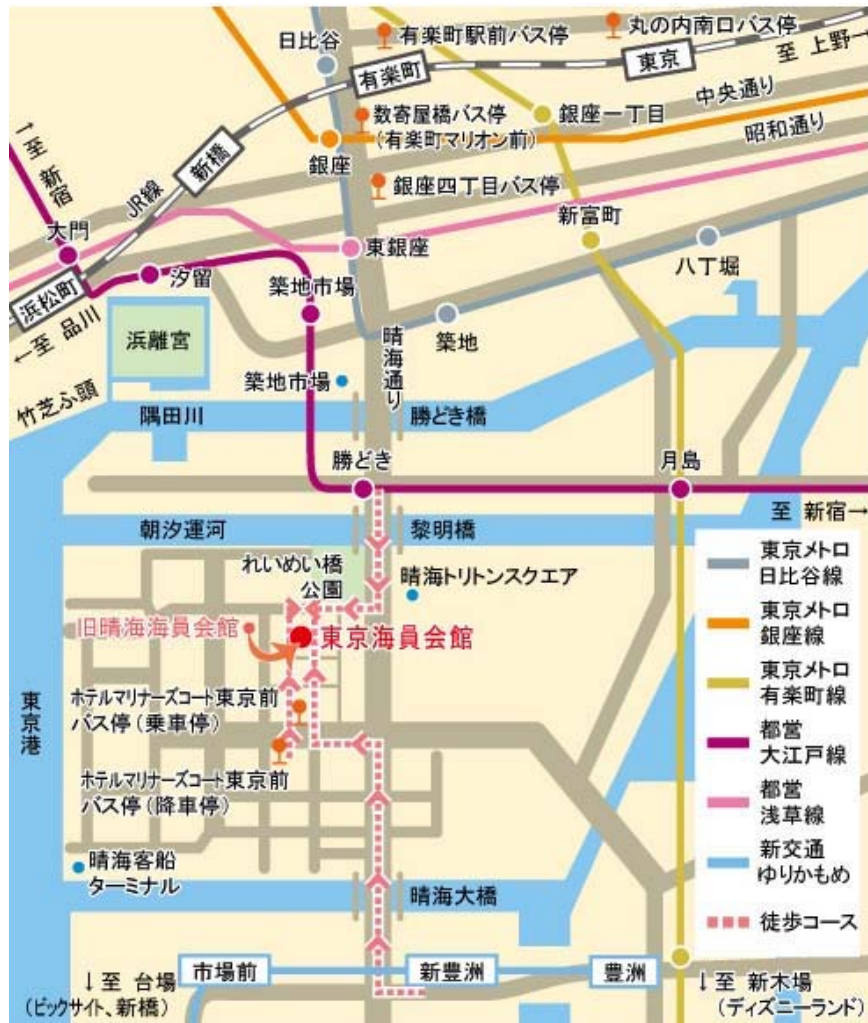 丸の内南口バス停
有楽町駅前バス停
日比谷
至 上野→
東京
有楽町
中央通り
数寄屋橋バス停
(有楽町マリオン前)
銀座一丁目
昭和通り
→至 新宿
新橋
銀座
JR線
銀座四丁目バス停
新富町
大門
東銀座
八丁堀
汐留
築地市場
浜松町
←至 品川
浜離宮
築地
晴海通り
築地市場
竹芝ふ頭
隅田川
勝どき橋
勝どき
月島
至 新宿→
朝汐運河
黎明橋
れいめい橋
公園
晴海トリトンスクエア
旧晴海海員会館
東京海員会館
東京港
ホテルマリナーズコート東京前
バス停(乗車停)
ホテルマリナーズコート東京前
バス停(降車停)
晴海客船
ターミナル
晴海大橋
市場前
新豊洲
豊洲
↓至 台場
(ビックサイト、新橋)
↓至 新木場
(ディズニーランド)
東京メトロ
日比谷線
東京メトロ
銀座線
東京メトロ
有楽町線
都営
大江戸線
都営
浅草線
新交通
ゆりかもめ
徒歩コース